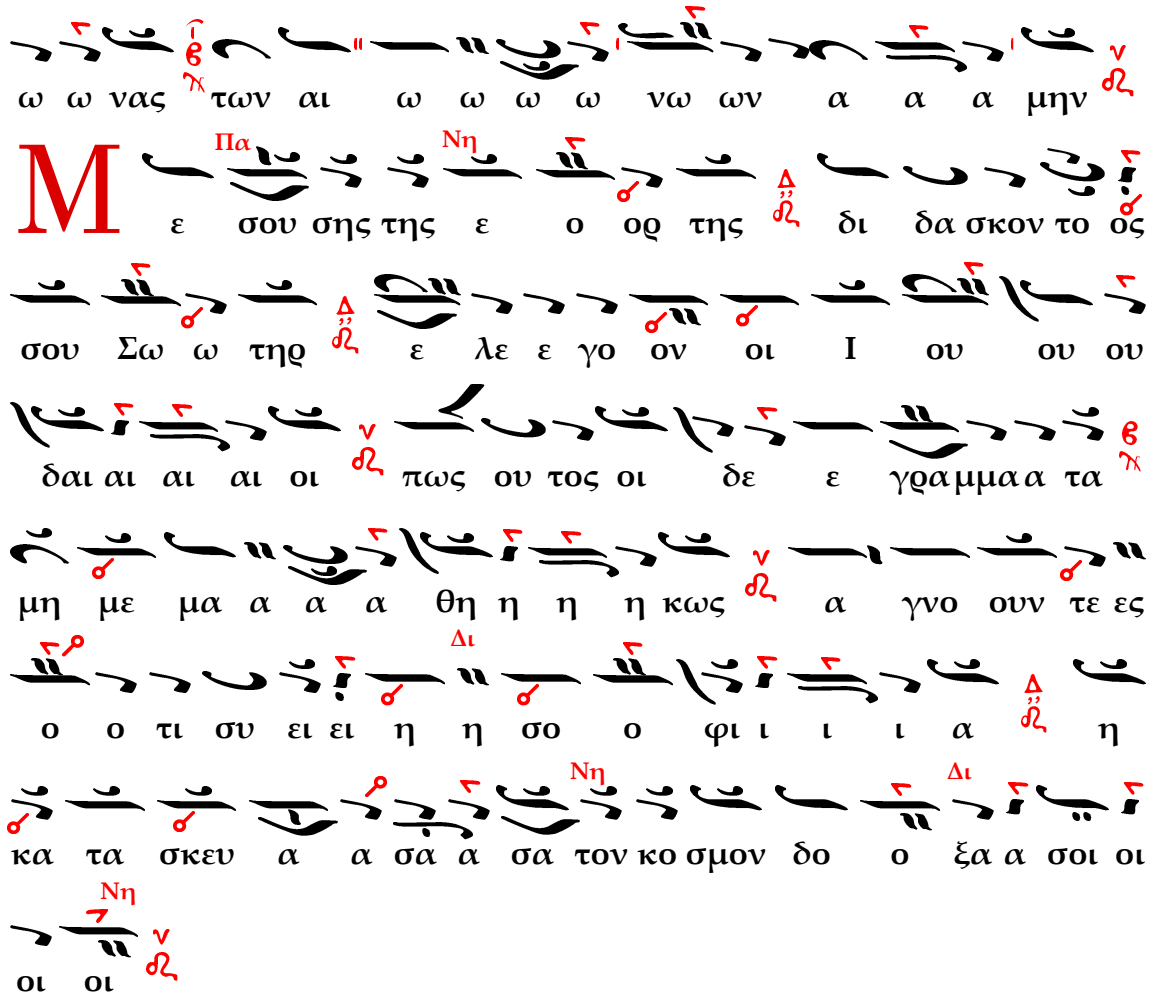 ω ω νας των αι ω ω ω ω νω ων α α α μην
Μ ε σου σης της ε ο ορ της δι δα σκον το ος
Πα Νη
σου Σω ω τηρ ε λε ε γο ον οι Ι ου ου ου
δαι αι αι αι οι πως ου τος οι δε ε γραμμα α τα
μη με μα α α α θη η η η κως α γνο ουν τε ες
Δι
ο ο τι συ ει ει η η σο ο φι ι ι ι α η
Νη Δι
κα τα σκευ α α σα α σα τον κο σμον δο ο ξα α σοι οι
Νη
οι οι